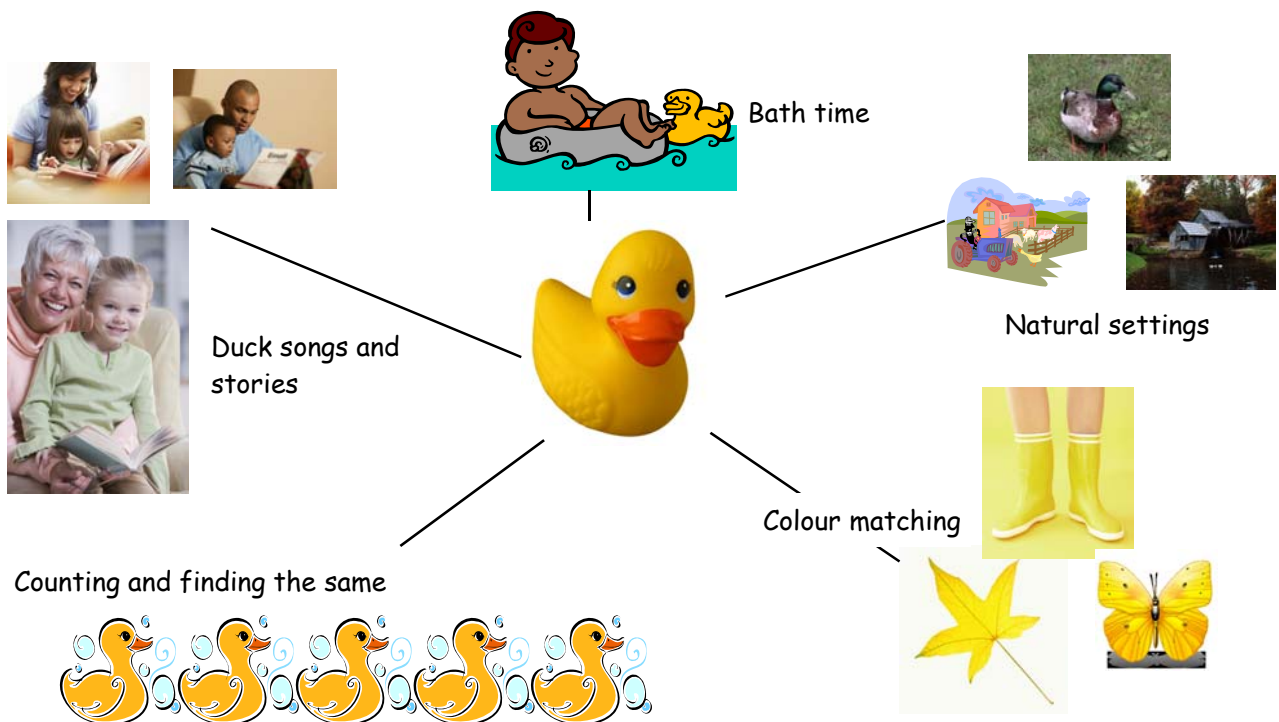 Bath time
Natural settings
Duck songs and
stories
Colour matching
Counting and finding the same